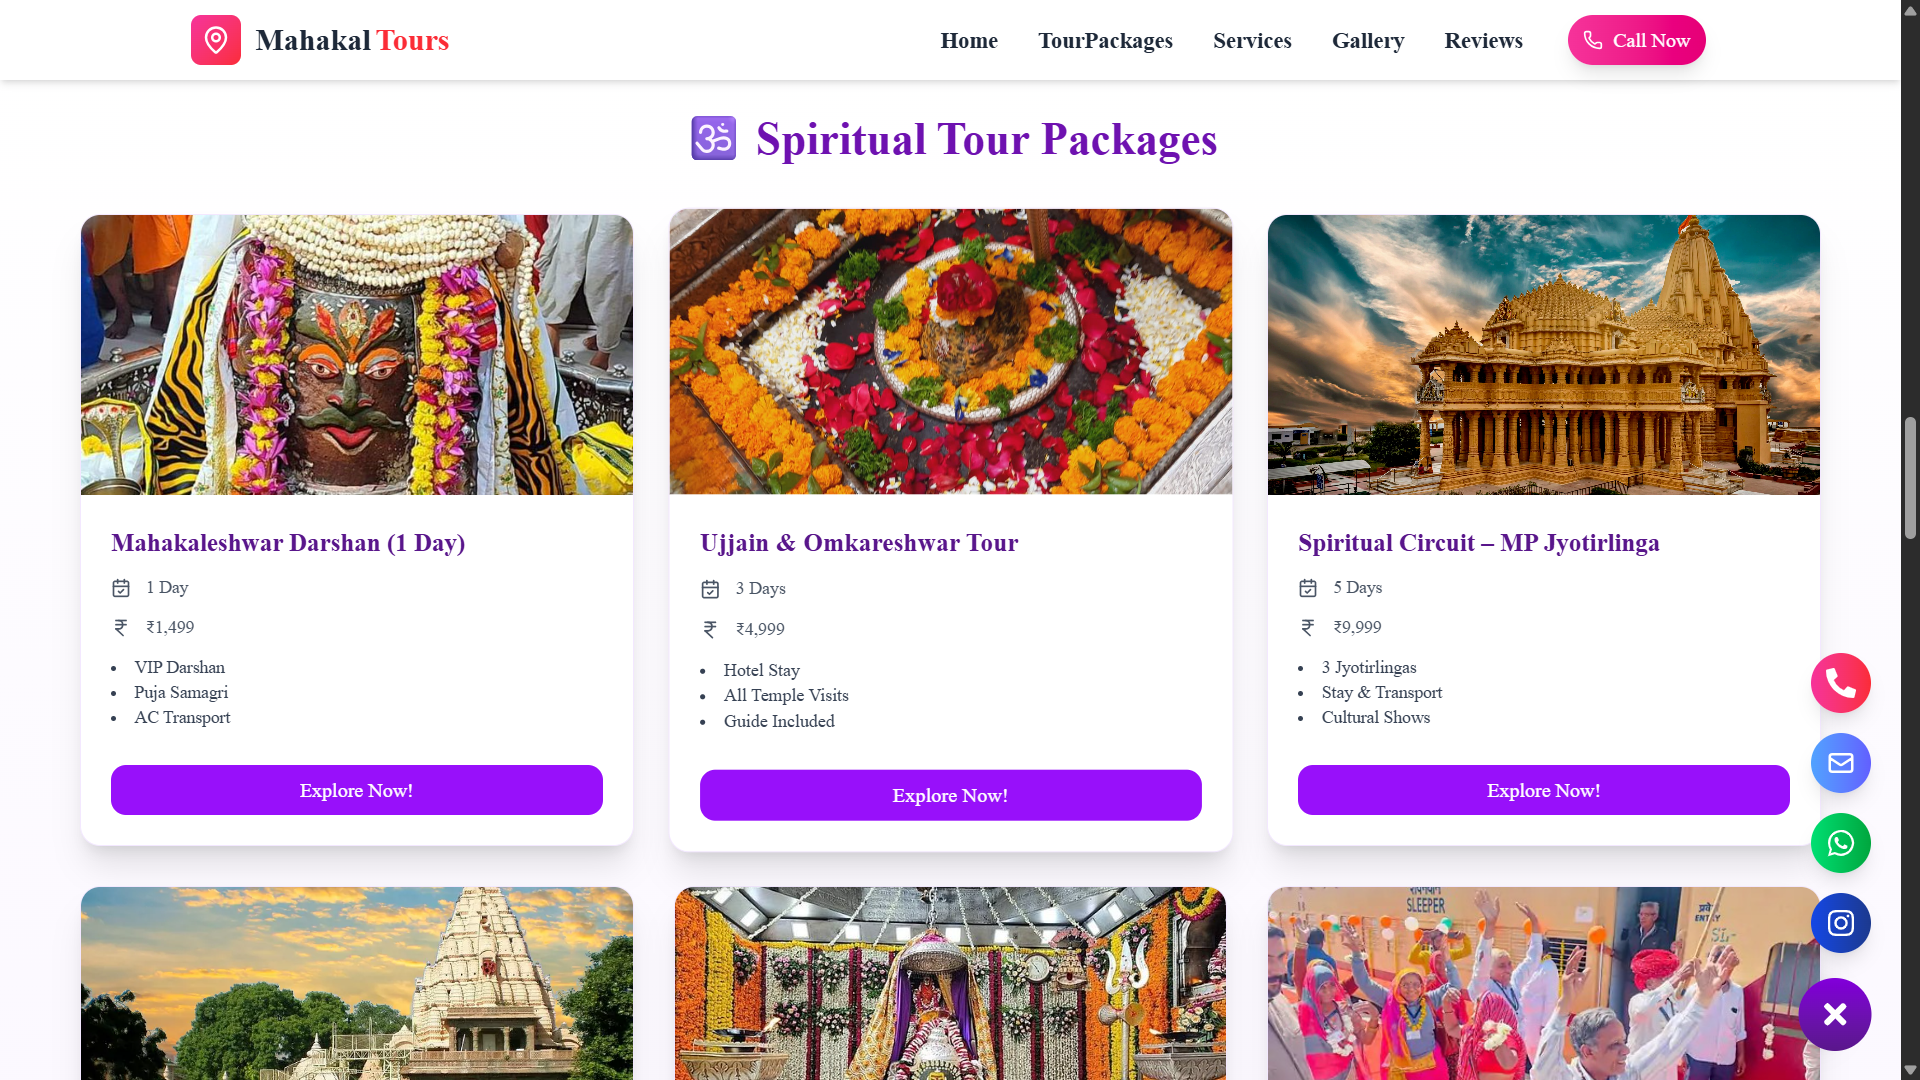 Mahakal Tours
Home
TourPackages
Services
Gallery
Reviews
Call Now
🕉️ Spiritual Tour Packages
Mahakaleshwar Darshan (1 Day)
1 Day
₹1,499
• VIP Darshan
• Puja Samagri
• AC Transport
Explore Now!
Ujjain & Omkareshwar Tour
3 Days
₹4,999
• Hotel Stay
• All Temple Visits
• Guide Included
Explore Now!
Spiritual Circuit – MP Jyotirlinga
5 Days
₹9,999
• 3 Jyotirlingas
• Stay & Transport
• Cultural Shows
Explore Now!
SLEEPER